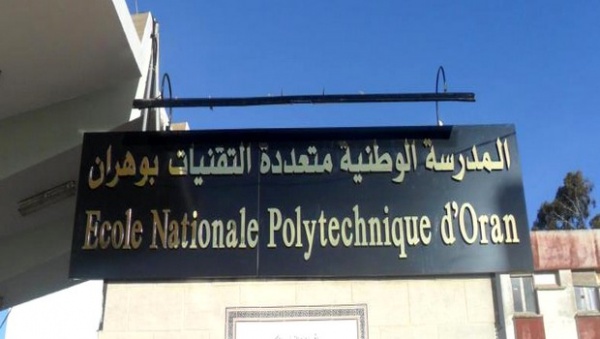 المدرسة الوطنية متعددة التقنيات بوهران
Ecole Nationale Polytechnique d'Oran